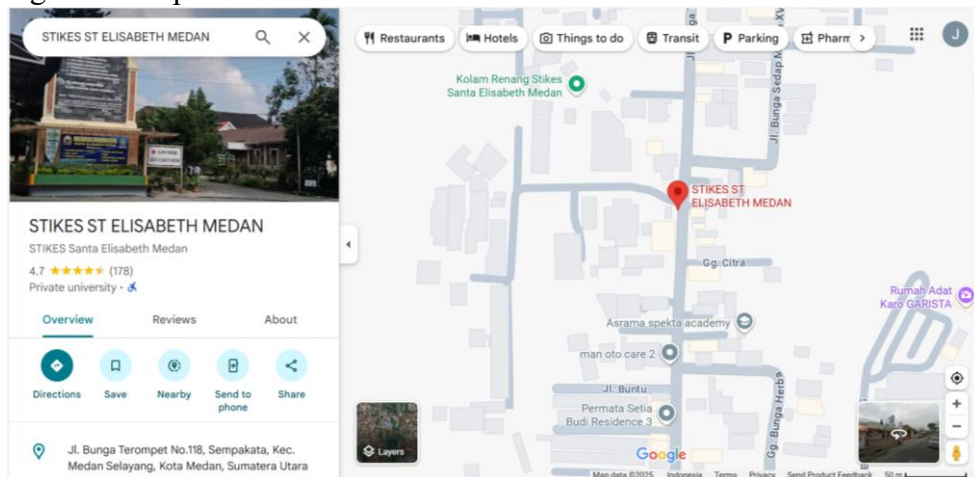 STIKES ST ELISABETH MEDAN
STIKES ST ELISABETH MEDAN
STIKES Santa Elisabeth Medan
4.7 ★★★★★ (178)
Private university ·
Overview
Reviews
About
Directions
Save
Nearby
Send to
phone
Share
Jl. Bunga Terompet No.118, Sempakata, Kec.
Medan Selayang, Kota Medan, Sumatera Utara
Restaurants
Hotels
Things to do
Transit
Parking
Pharm
J
Kolam Renang Stikes
Santa Elisabeth Medan
Jl. Bunga Sedap M
STIKES ST
ELISABETH MEDAN
Gg. Citra
Rumah Adat
Karo GARISTA
Asrama spekta academy
man oto care 2
Jl. Buntu
Permata Setia
Budi Residence 3
Gg. Bunga Herbe
Layers
Google
Map data ©2025
Indonesia
Terms
Privacy
Send Product Feedback
50 m